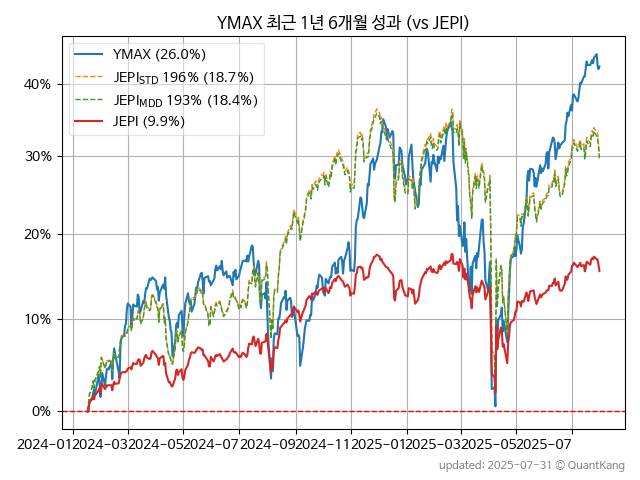 YMAX 최근 1년 6개월 성과 (vs JEPI)
YMAX (26.0%)
JEPISTD 196% (18.7%)
JEPIMDD 193% (18.4%)
JEPI (9.9%)
40%
30%
20%
10%
0%
2024-01 2024-03 2024-05 2024-07 2024-09 2024-11 2025-01 2025-03 2025-05 2025-07
updated: 2025-07-31 © QuantKang